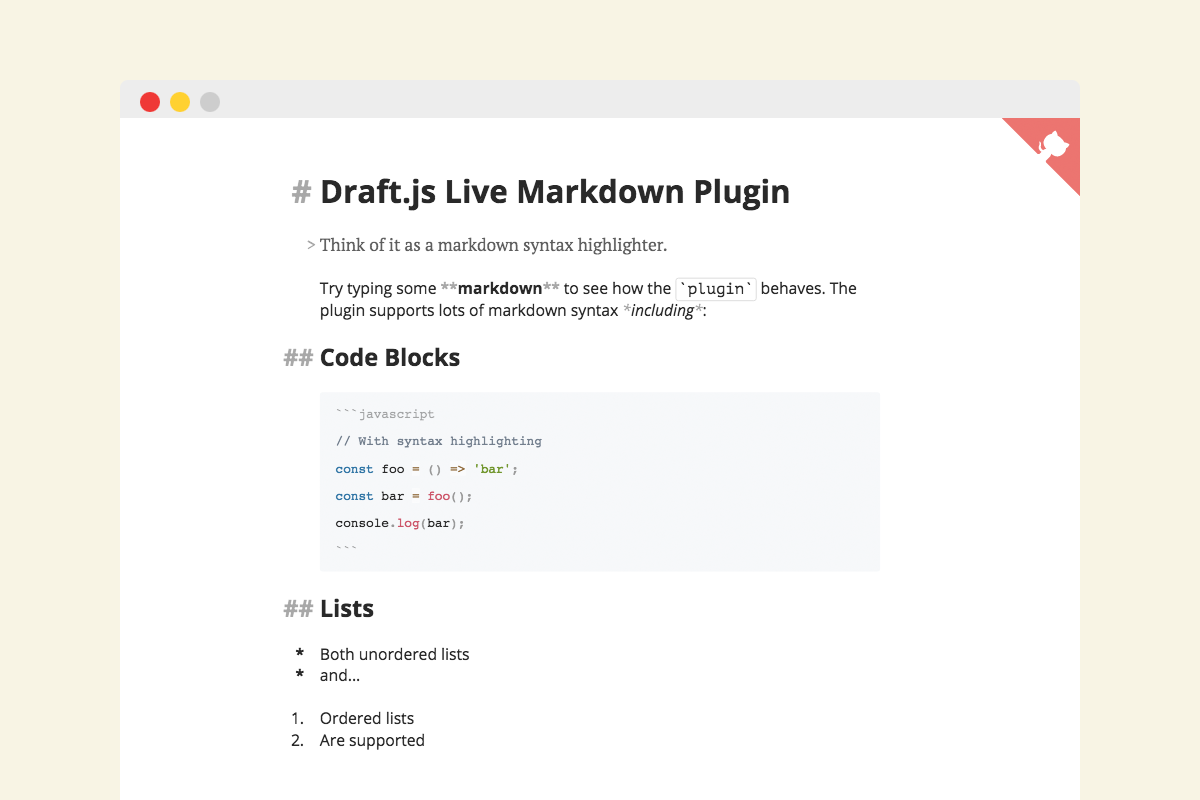 # Draft.js Live Markdown Plugin
> Think of it as a markdown syntax highlighter.
Try typing some **markdown** to see how the `plugin` behaves. The
plugin supports lots of markdown syntax *including*:
## Code Blocks
```javascript
// With syntax highlighting
const foo = () => 'bar';
const bar = foo();
console.log(bar);
```
## Lists
* Both unordered lists
* and...
1. Ordered lists
2. Are supported